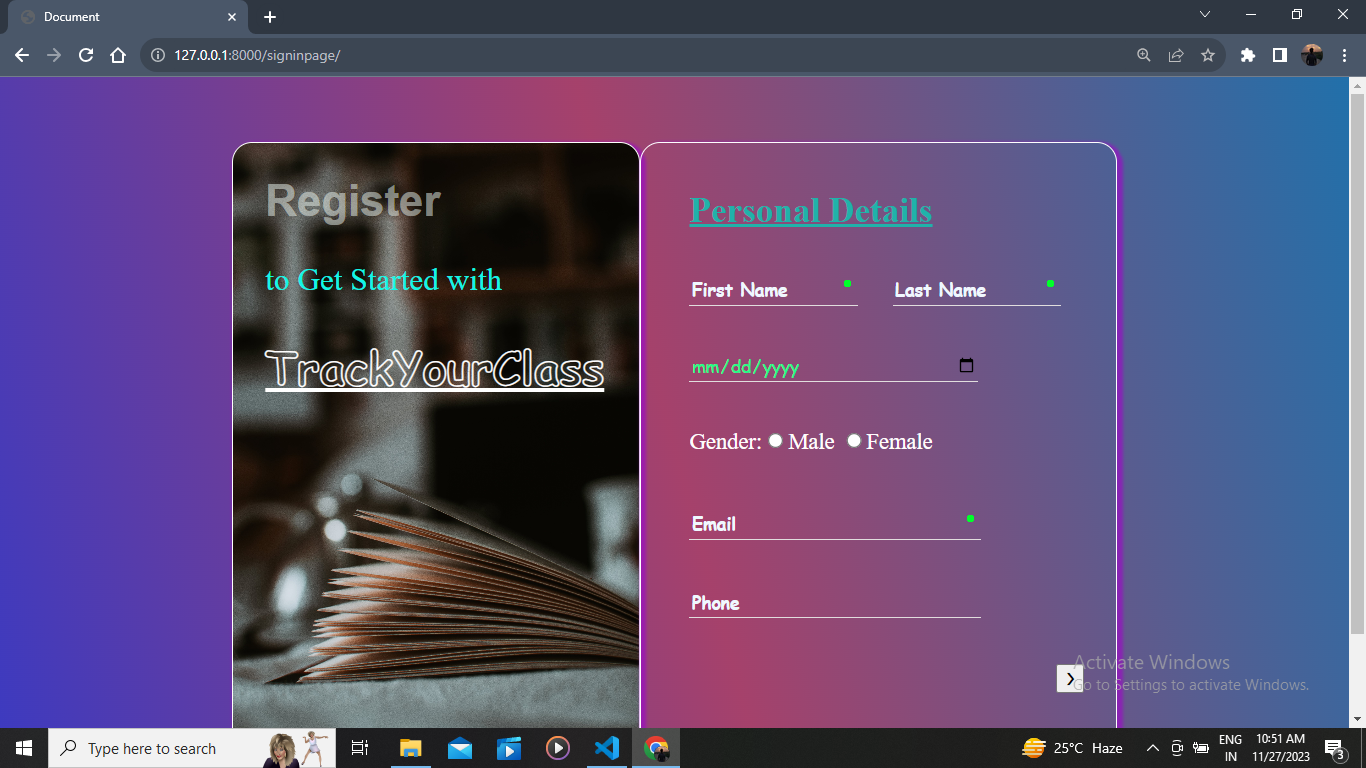 Document
127.0.0.1:8000/signinpage/
Register
to Get Started with
TrackYourClass
Personal Details
First Name
Last Name
mm/dd/yyyy
Gender: Male Female
Email
Phone
❯
Activate Windows
Go to Settings to activate Windows.
Type here to search
25°C Haze
ENG
IN
10:51 AM
11/27/2023
3